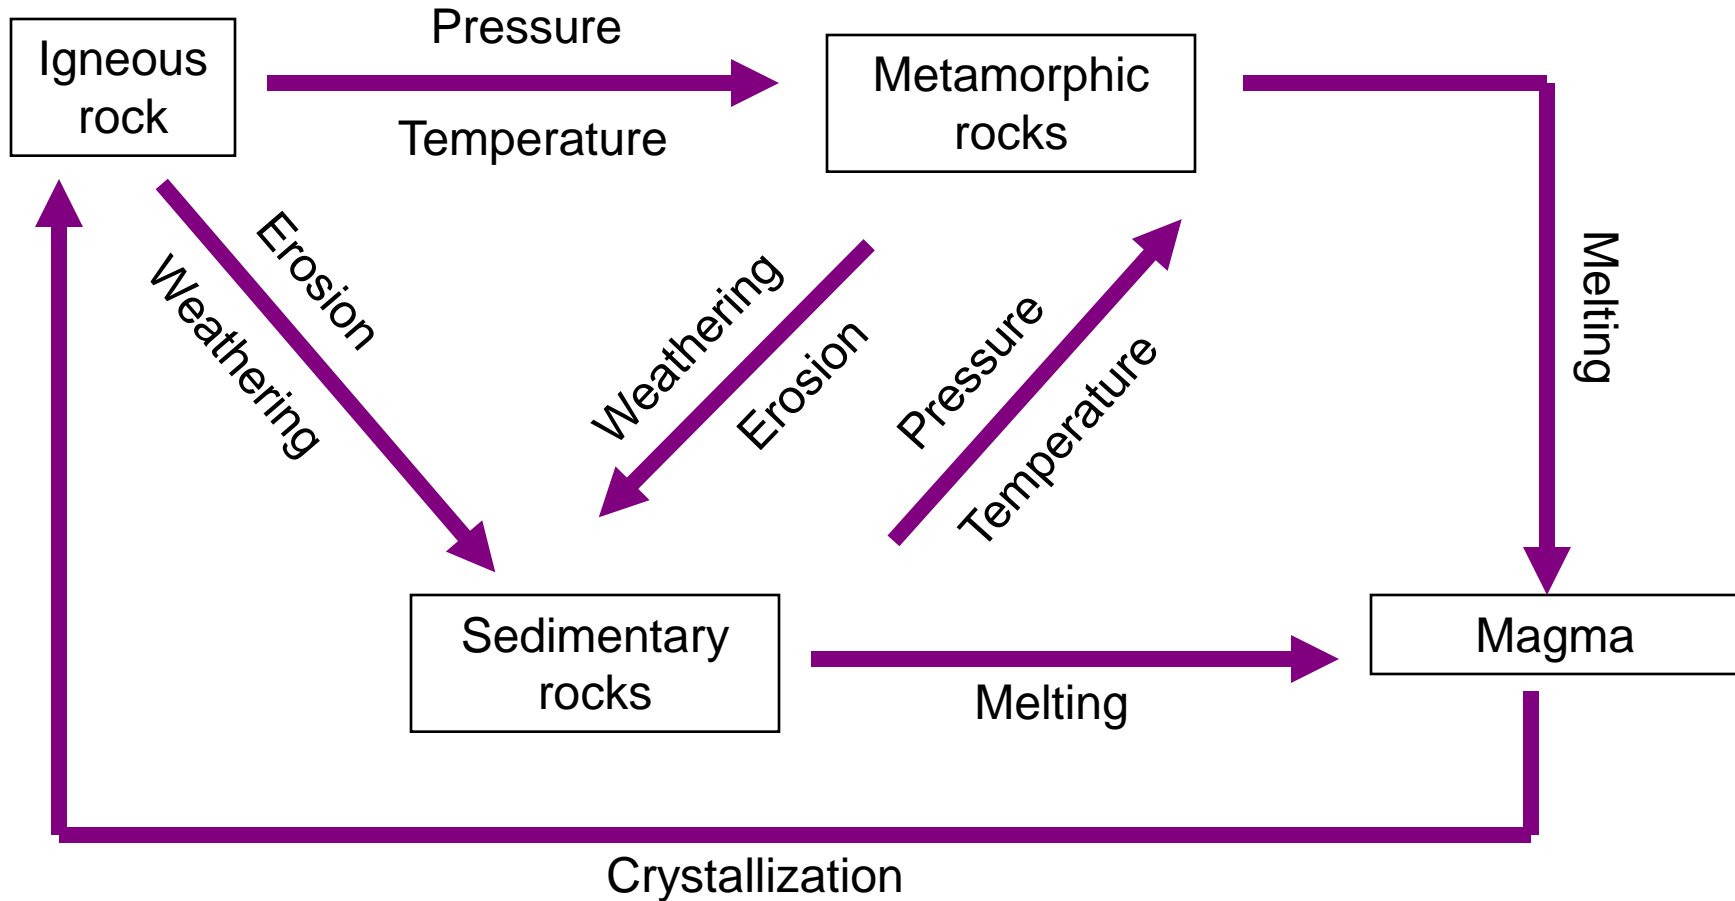 Pressure
Igneous
rock
Metamorphic
rocks
Temperature
Erosion
Weathering
Weathering
Erosion
Pressure
Temperature
Melting
Sedimentary
rocks
Melting
Magma
Crystallization